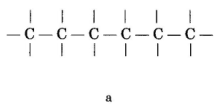 — C — C — C — C — C — C —
a